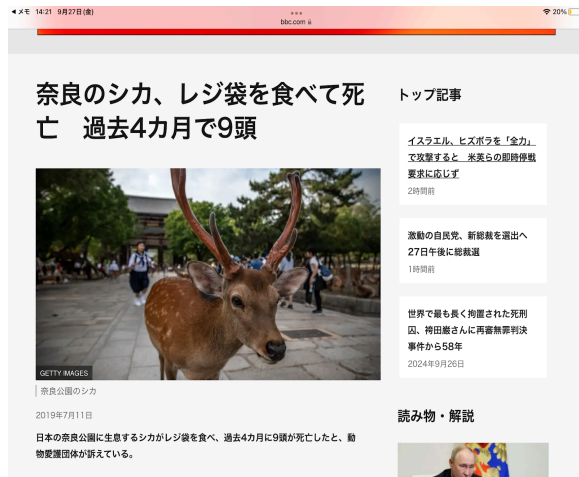 メモ 14:21 9月27日(金)
bbc.com
20%
奈良のシカ、レジ袋を食べて死
亡 過去4カ月で9頭
GETTY IMAGES
奈良公園のシカ
2019年7月11日
日本の奈良公園に生息するシカがレジ袋を食べ、過去4カ月に9頭が死亡したと、動
物愛護団体が訴えている。
トップ記事
イスラエル、ヒズボラを「全力」
で攻撃すると 米英らの即時停戦
要求に応じず
2時間前
激動の自民党、新総裁を選出へ
27日午後に総裁選
1時間前
世界で最も長く拘置された死刑
囚、袴田巌さんに再審無罪判決
事件から58年
2024年9月26日
読み物・解説